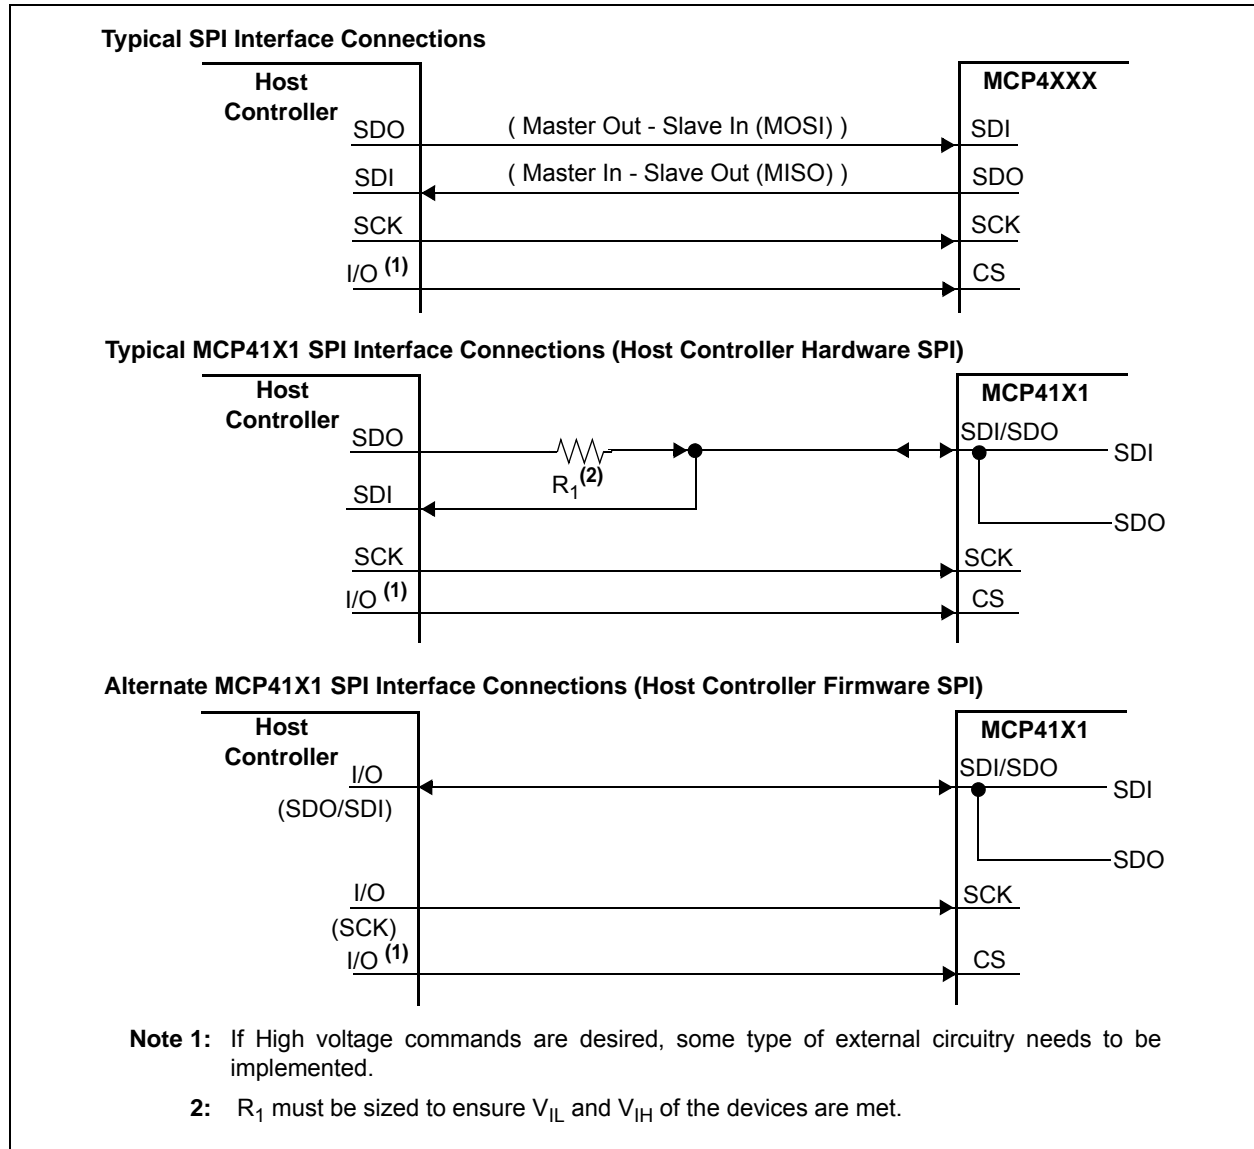 Typical SPI Interface Connections
Host
Controller
MCP4XXX
SDO
( Master Out - Slave In (MOSI) )
SDI
SDI
( Master In - Slave Out (MISO) )
SDO
SCK
SCK
I/O (1)
CS
Typical MCP41X1 SPI Interface Connections (Host Controller Hardware SPI)
Host
Controller
MCP41X1
SDO
R1(2)
SDI/SDO
SDI
SDI
SDO
SCK
SCK
I/O (1)
CS
Alternate MCP41X1 SPI Interface Connections (Host Controller Firmware SPI)
Host
Controller
MCP41X1
I/O
(SDO/SDI)
SDI/SDO
SDI
SDO
I/O
(SCK)
SCK
I/O (1)
CS
Note 1: If High voltage commands are desired, some type of external circuitry needs to be
implemented.
2: R1 must be sized to ensure VIL and VIH of the devices are met.